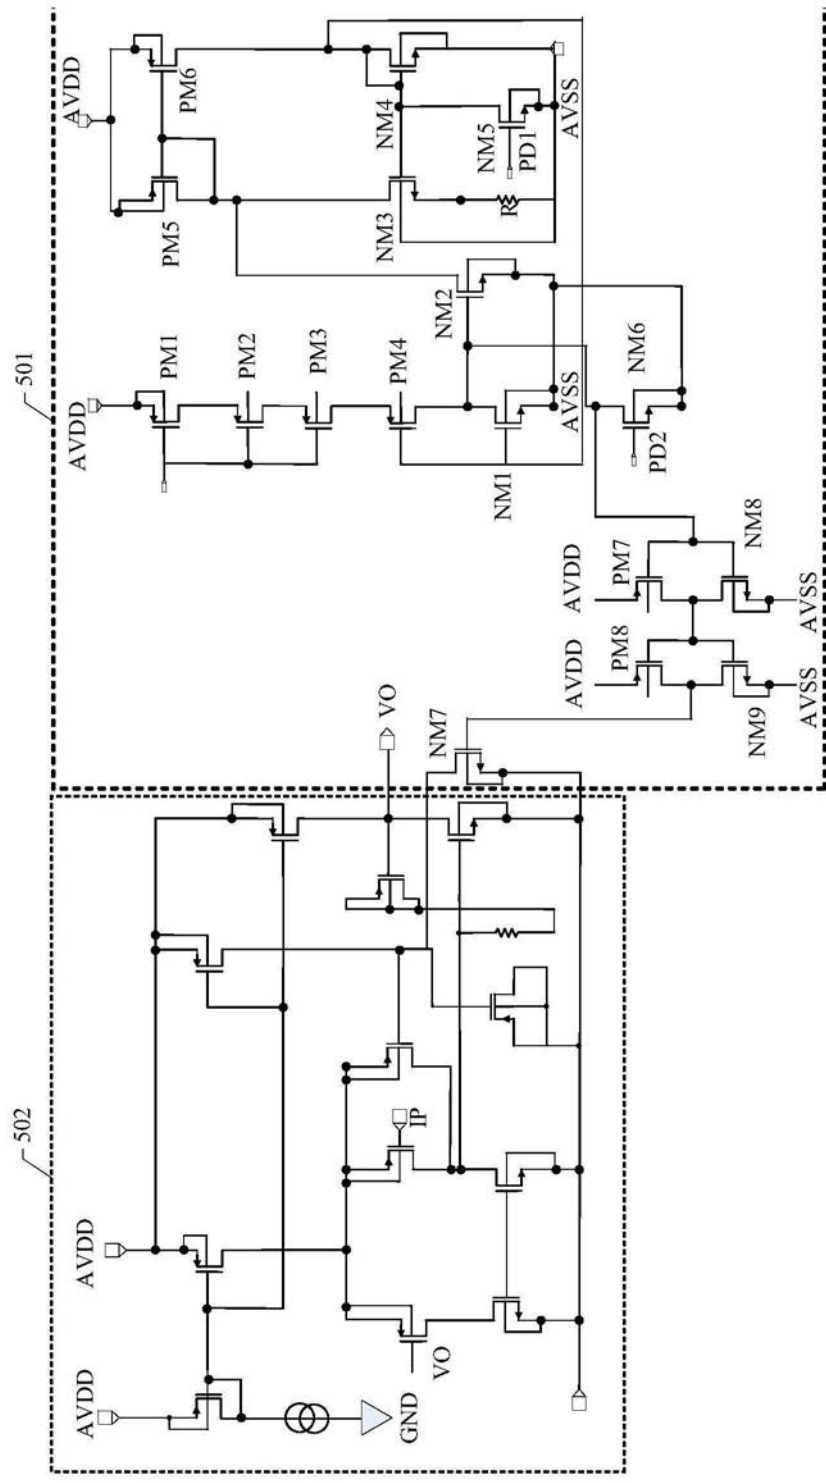 501
AVDD
PM5
PM6
NM3
NM4
NM5
PD1
R
AVSS
AVDD
PM1
PM2
PM3
PM4
NM1
NM2
AVSS
NM6
PD2
AVDD
PM7
NM8
AVSS
AVDD
PM8
NM9
AVSS
NM7
VO
502
AVDD
AVDD
IP
VO
GND